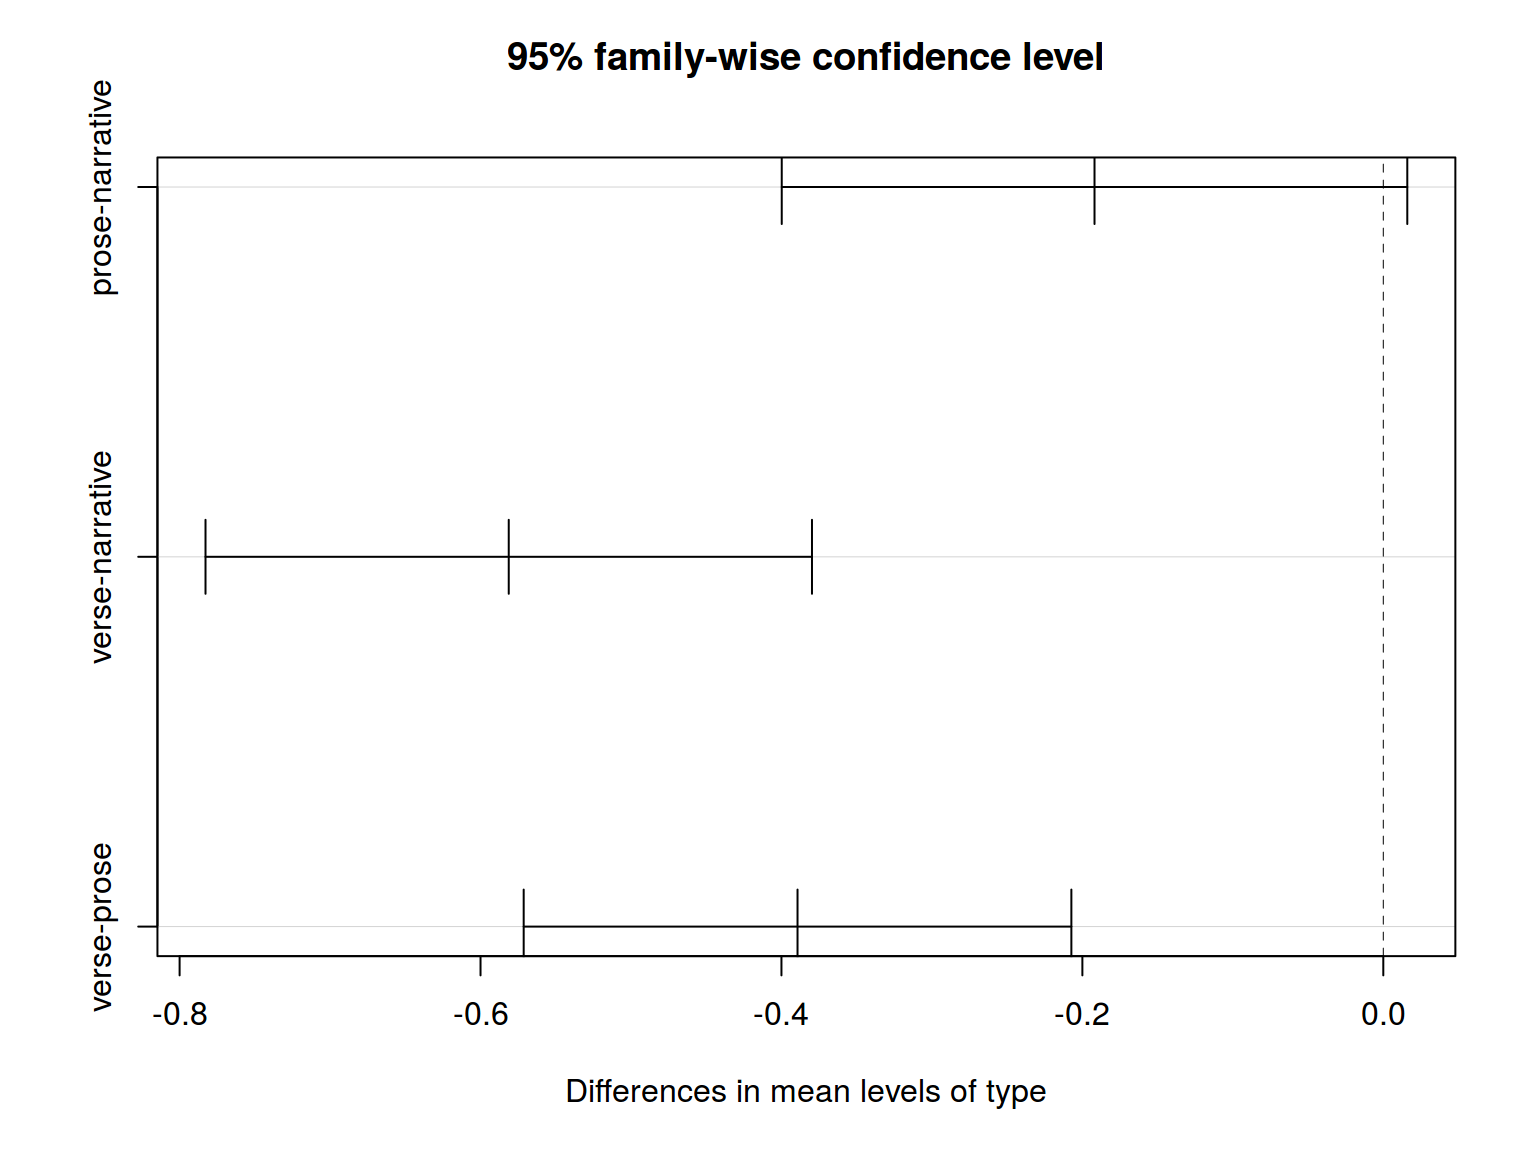 95% family-wise confidence level
prose-narrative
verse-narrative
verse-prose
-0.8 -0.6 -0.4 -0.2 0.0
Differences in mean levels of type